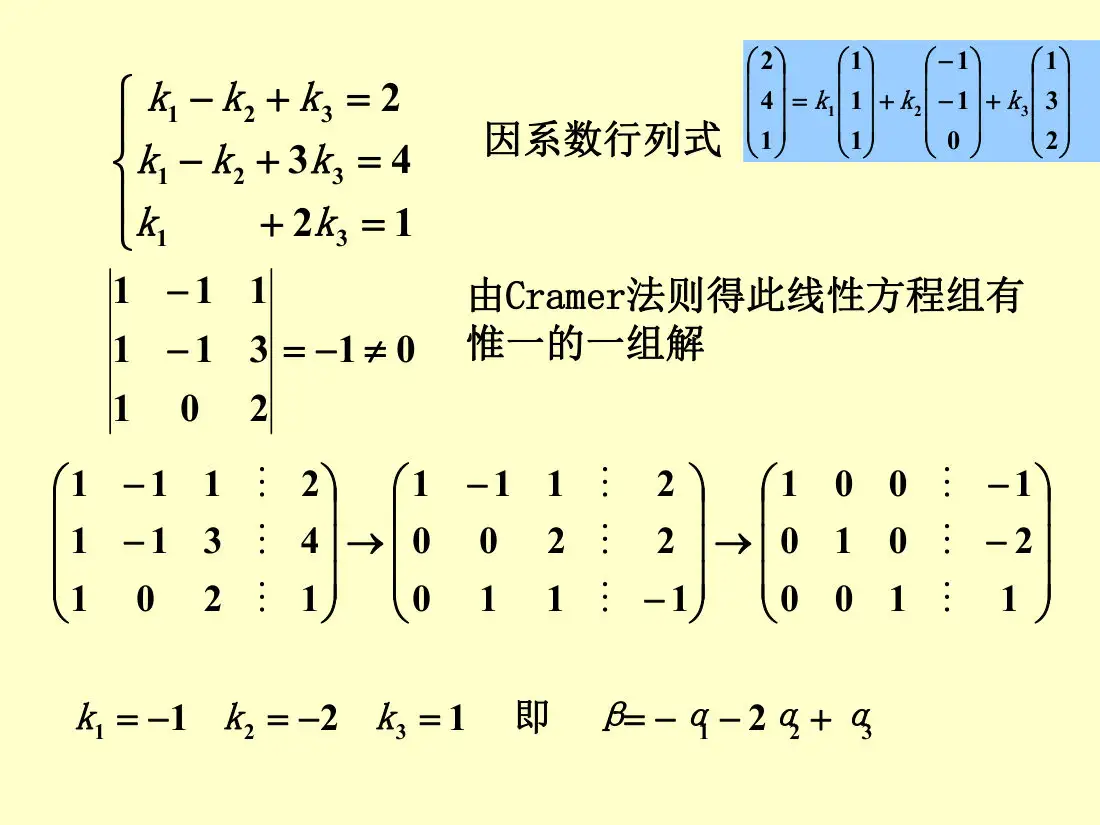 k₁ − k₂ + k₃ = 2
k₁ − k₂ + 3k₃ = 4
k₁ + 2k₃ = 1
因系数行列式
2 1 −1 1
4 = k₁ 1 + k₂ −1 + k₃ 3
1 1 0 2
1 −1 1
1 −1 3 = −1 ≠ 0
1 0 2
由Cramer法则得此线性方程组有
惟一的一组解
1 −1 1 ⋮ 2 1 −1 1 ⋮ 2 1 0 0 ⋮ −1
1 −1 3 ⋮ 4 → 0 0 2 ⋮ 2 → 0 1 0 ⋮ −2
1 0 2 ⋮ 1 0 1 1 ⋮ −1 0 0 1 ⋮ 1
k₁ = −1 k₂ = −2 k₃ = 1 即 β = − α₁ − 2 α₂ + α₃